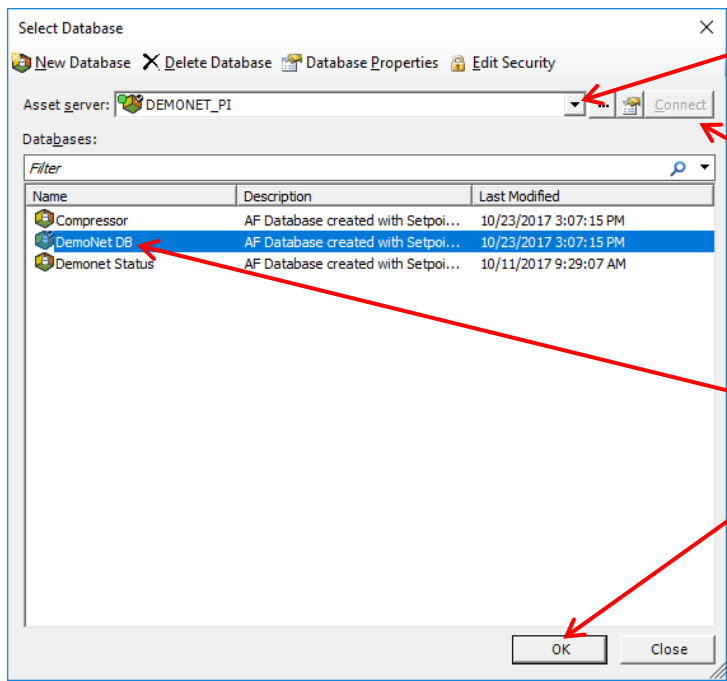 Select Database
New Database Delete Database Database Properties Edit Security
Asset server: DEMONET_PI Connect
Databases:
Filter
Name Description Last Modified
Compressor AF Database created with Setpoi... 10/23/2017 3:07:15 PM
DemoNet DB AF Database created with Setpoi... 10/23/2017 3:07:15 PM
Demonet Status AF Database created with Setpoi... 10/11/2017 9:29:07 AM
OK Close